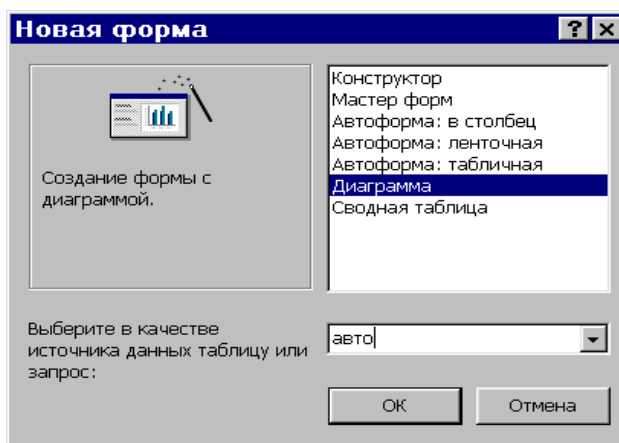 Новая форма
Создание формы с
диаграммой.
Конструктор
Мастер форм
Автоформа: в столбец
Автоформа: ленточная
Автоформа: табличная
Диаграмма
Сводная таблица
Выберите в качестве
источника данных таблицу или
запрос:
авто
ОК
Отмена